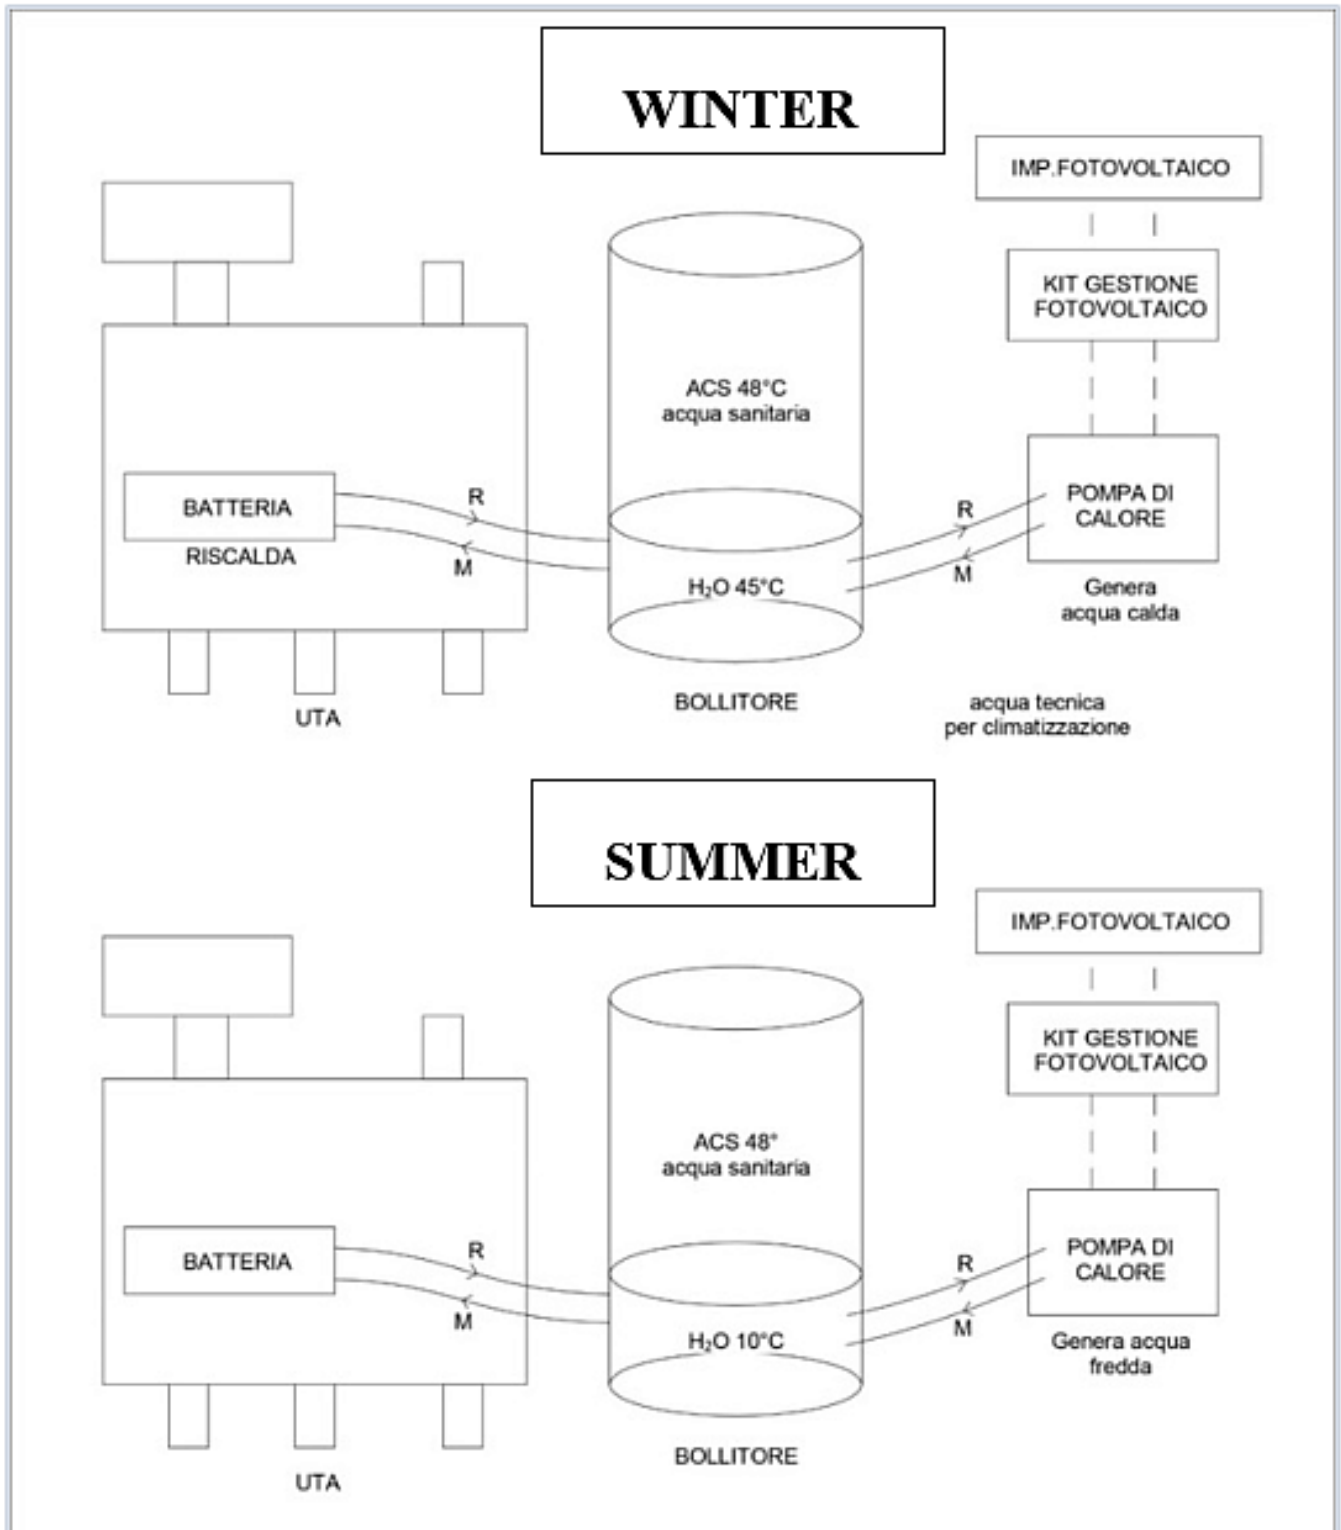 WINTER
IMP.FOTOVOLTAICO
KIT GESTIONE
FOTOVOLTAICO
ACS 48°C
acqua sanitaria
BATTERIA
RISCALDA
R
M
R
M
POMPA DI
CALORE
H₂O 45°C
Genera
acqua calda
UTA
BOLLITORE
acqua tecnica
per climatizzazione
SUMMER
IMP.FOTOVOLTAICO
KIT GESTIONE
FOTOVOLTAICO
ACS 48°
acqua sanitaria
BATTERIA
R
M
R
M
POMPA DI
CALORE
H₂O 10°C
Genera acqua
fredda
UTA
BOLLITORE